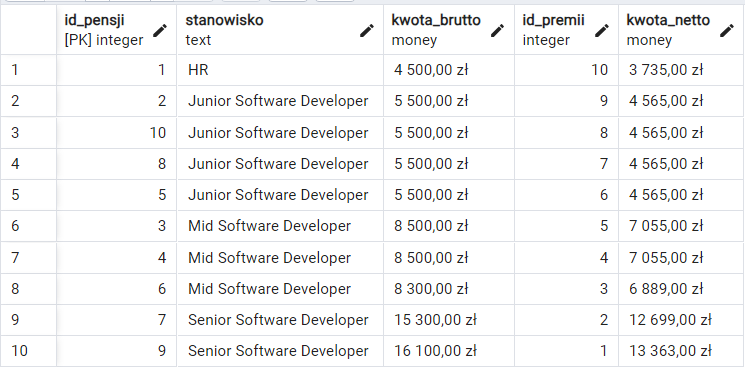 id_pensji stanowisko kwota_brutto id_premii kwota_netto
[PK] integer text money integer money
1 1 HR 4 500,00 zł 10 3 735,00 zł
2 2 Junior Software Developer 5 500,00 zł 9 4 565,00 zł
3 10 Junior Software Developer 5 500,00 zł 8 4 565,00 zł
4 8 Junior Software Developer 5 500,00 zł 7 4 565,00 zł
5 5 Junior Software Developer 5 500,00 zł 6 4 565,00 zł
6 3 Mid Software Developer 8 500,00 zł 5 7 055,00 zł
7 4 Mid Software Developer 8 500,00 zł 4 7 055,00 zł
8 6 Mid Software Developer 8 300,00 zł 3 6 889,00 zł
9 7 Senior Software Developer 15 300,00 zł 2 12 699,00 zł
10 9 Senior Software Developer 16 100,00 zł 1 13 363,00 zł